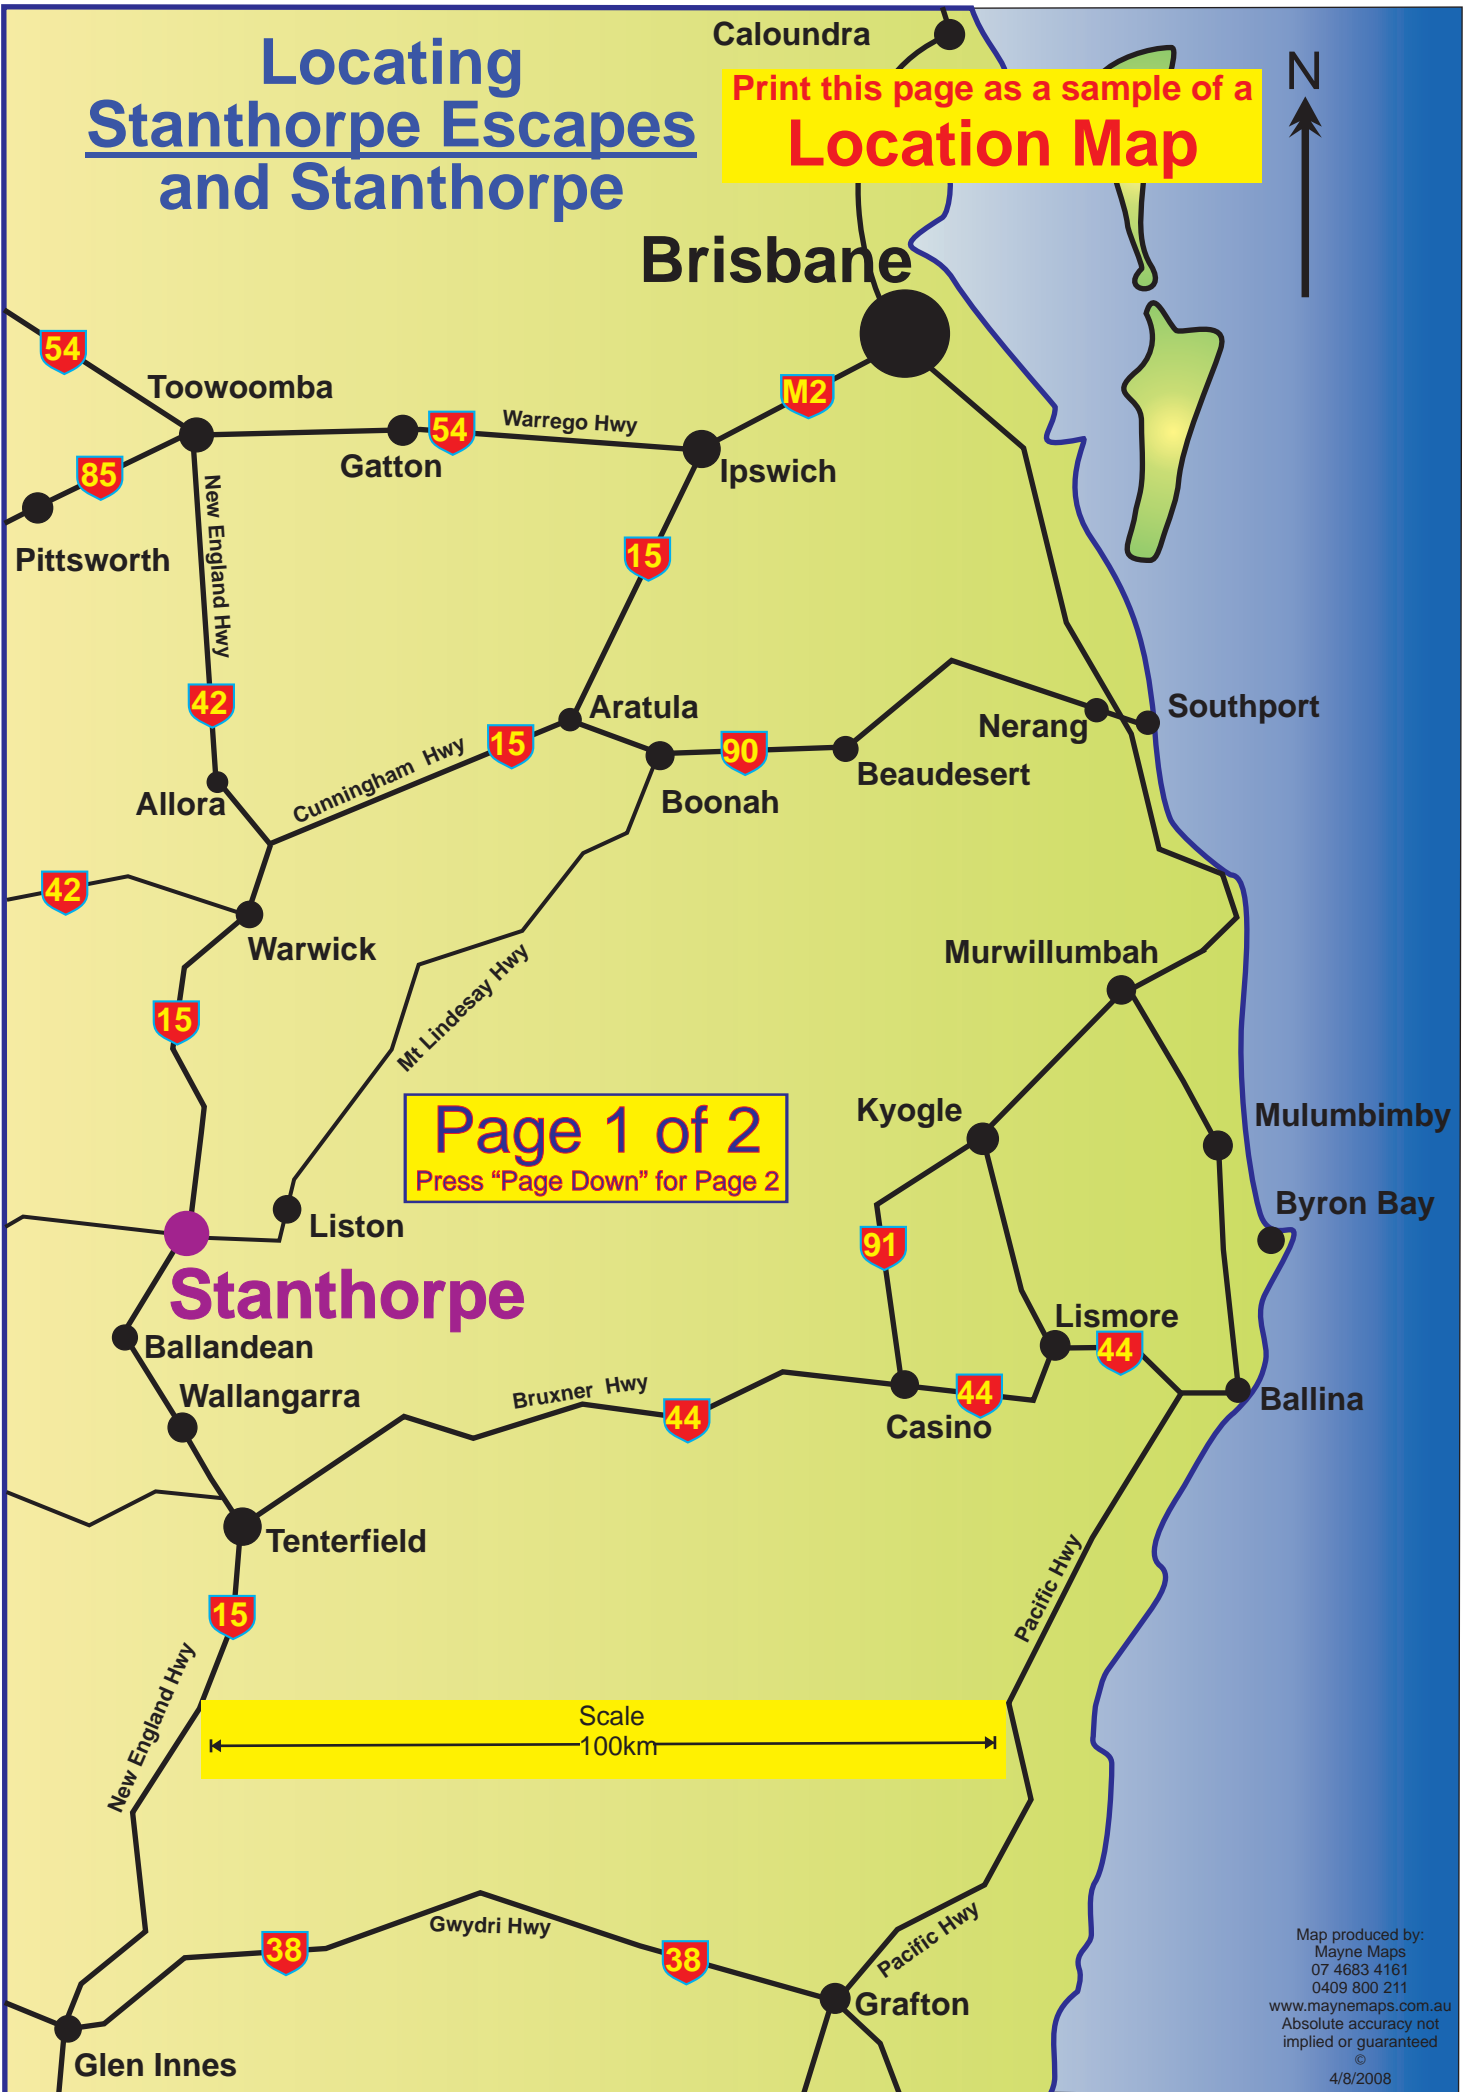 Locating
Stanthorpe Escapes
and Stanthorpe
Caloundra
Print this page as a sample of a
Location Map
N
Brisbane
54
Toowoomba
M2
Warrego Hwy
54
Gatton
Ipswich
85
New England Hwy
Pittsworth
15
42
Aratula
Southport
Nerang
Cunningham Hwy
15
90
Beaudesert
Allora
Boonah
42
Warwick
Murwillumbah
Mt Lindesay Hwy
15
Page 1 of 2
Press “Page Down” for Page 2
Kyogle
Mulumbimby
Byron Bay
Liston
91
Stanthorpe
Lismore
Ballandean
44
Wallangarra
Bruxner Hwy
44
44
Ballina
Casino
Tenterfield
Pacific Hwy
15
New England Hwy
Scale
100km
Gwydri Hwy
38
38
Pacific Hwy
Grafton
Glen Innes
Map produced by:
Mayne Maps
07 4683 4161
0409 800 211
www.maynemaps.com.au
Absolute accuracy not
implied or guaranteed
©
4/8/2008